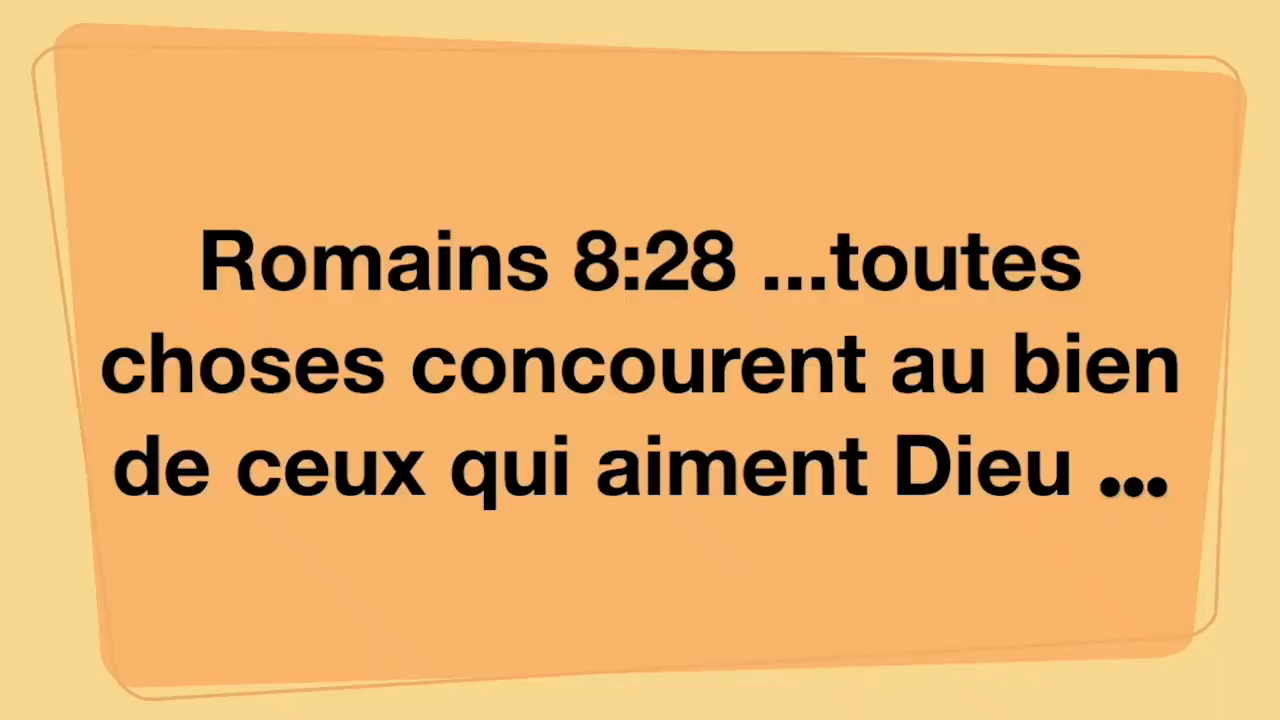 Romains 8:28 ...toutes
choses concourent au bien
de ceux qui aiment Dieu ...